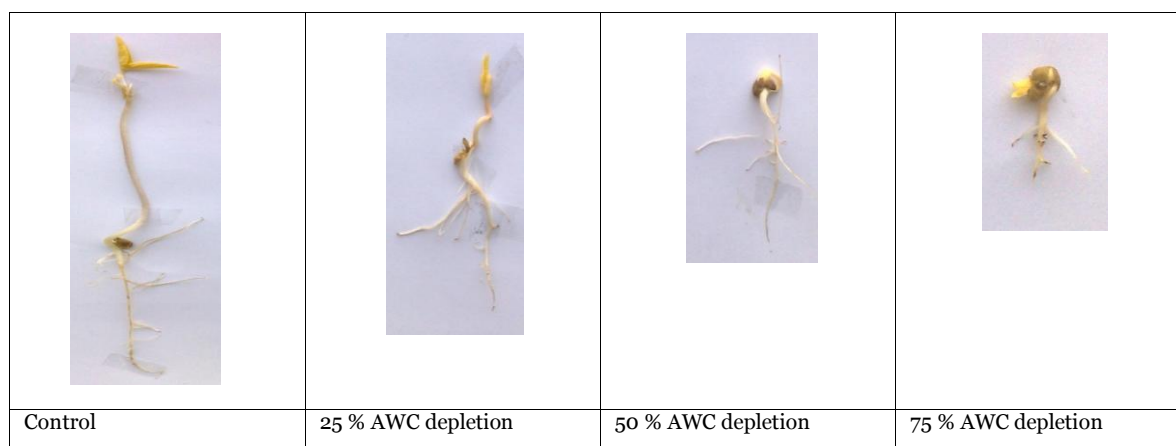 Control
25 % AWC depletion
50 % AWC depletion
75 % AWC depletion